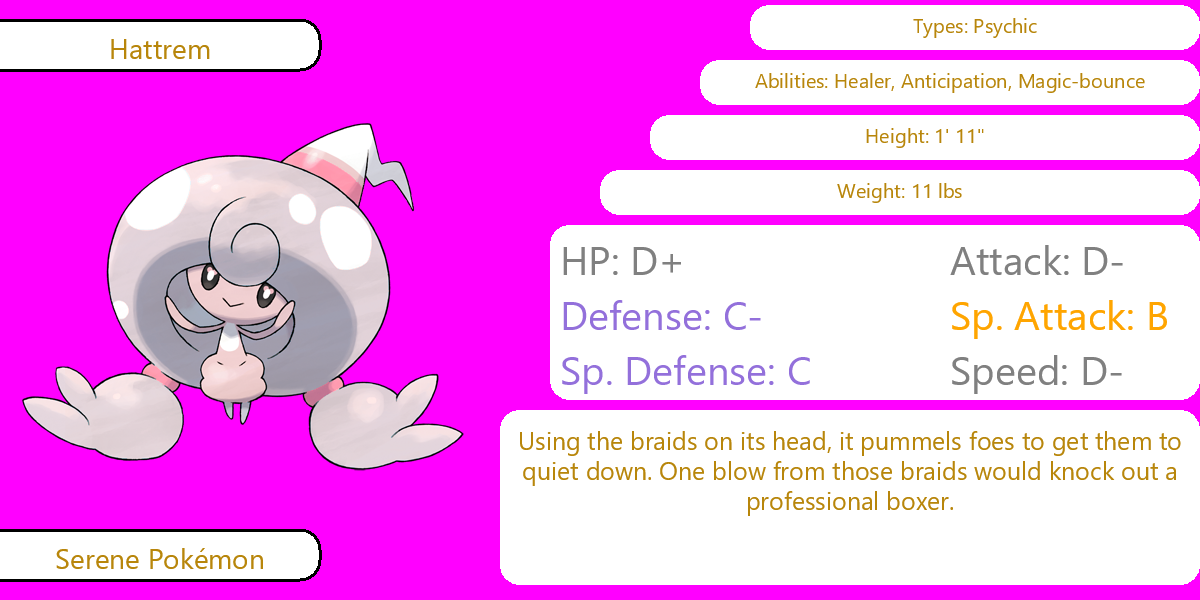 Hattrem
Types: Psychic
Abilities: Healer, Anticipation, Magic-bounce
Height: 1' 11"
Weight: 11 lbs
HP: D+
Attack: D-
Defense: C-
Sp. Attack: B
Sp. Defense: C
Speed: D-
Using the braids on its head, it pummels foes to get them to
quiet down. One blow from those braids would knock out a
professional boxer.
Serene Pokémon